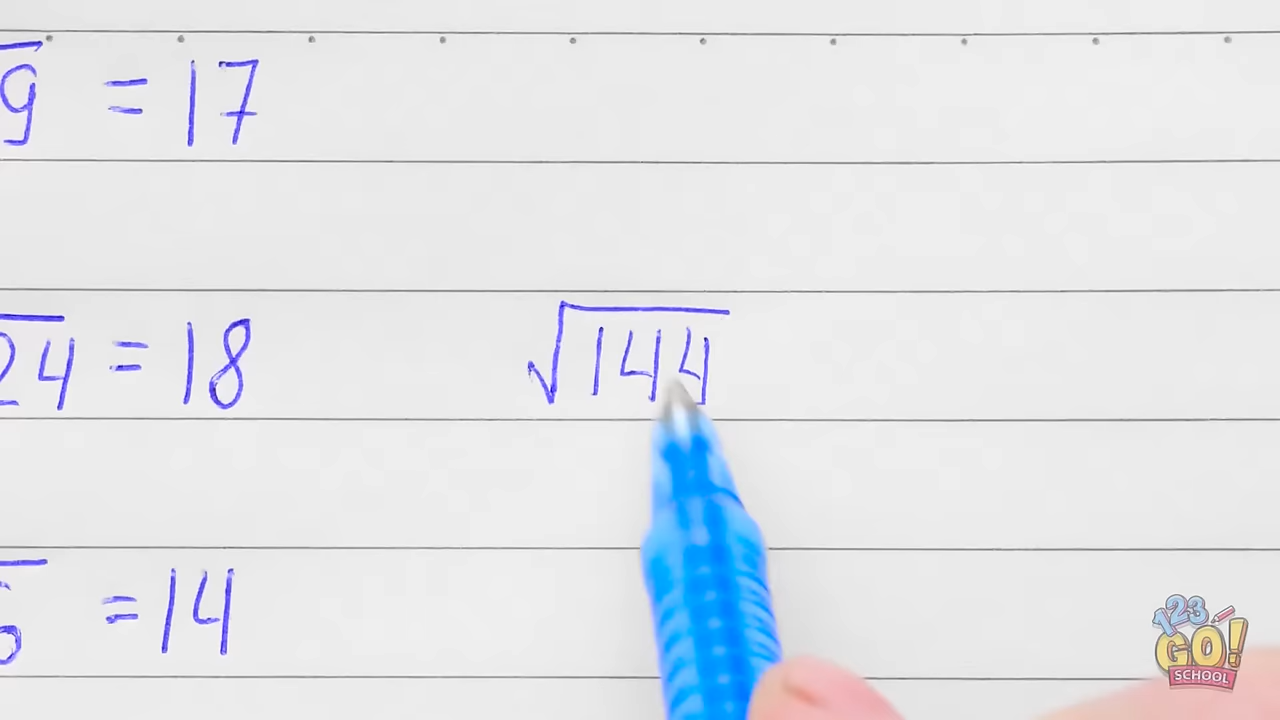 9 = 17
24 = 18 √144
= 14
123 GO! SCHOOL